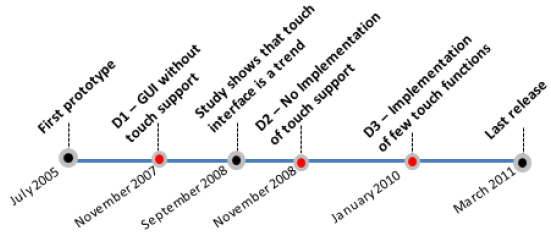 First prototype
July 2005
D1 – GUI without
touch support
November 2007
Study shows that touch
interface is a trend
September 2008
D2 – No Implementation
of touch support
November 2008
D3 – Implementation
of few touch functions
January 2010
Last release
March 2011